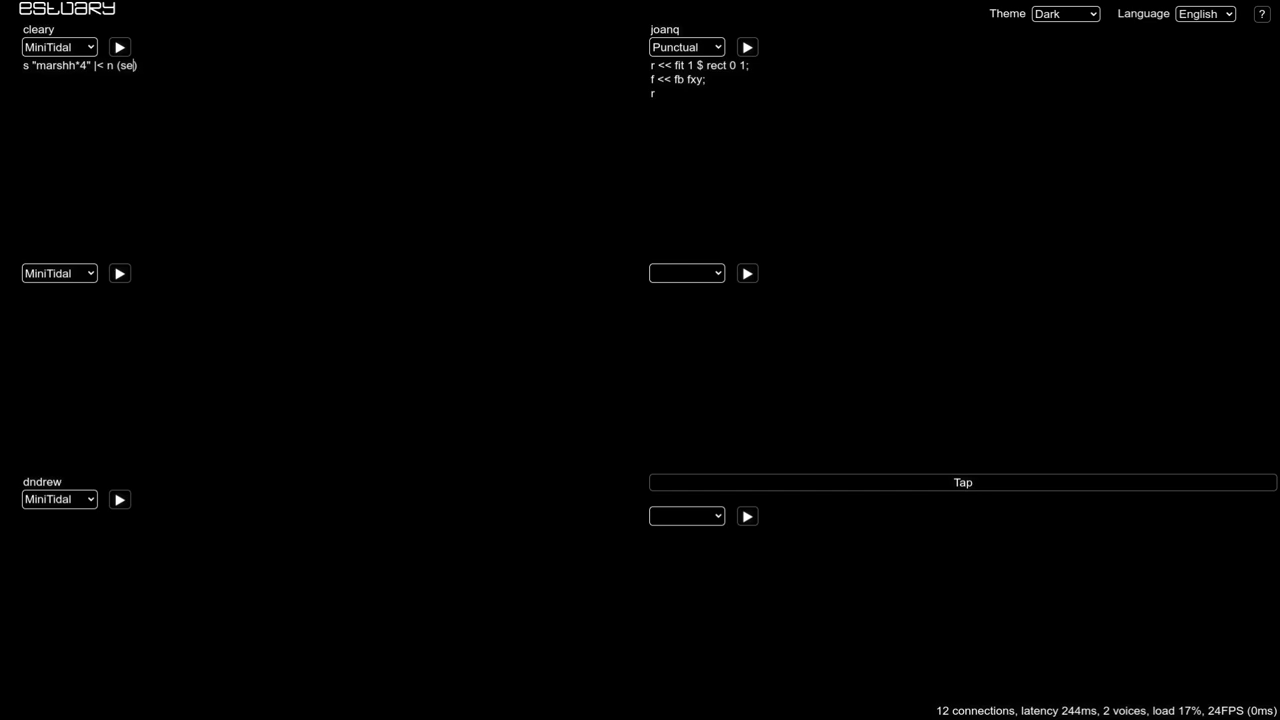 estuary
Theme Dark Language English ?
cleary
MiniTidal
s "marshh*4" |< n (se)
joanq
Punctual
r << fit 1 $ rect 0 1;
f << fb fxy;
r
MiniTidal
dndrew
MiniTidal
Tap
12 connections, latency 244ms, 2 voices, load 17%, 24FPS (0ms)